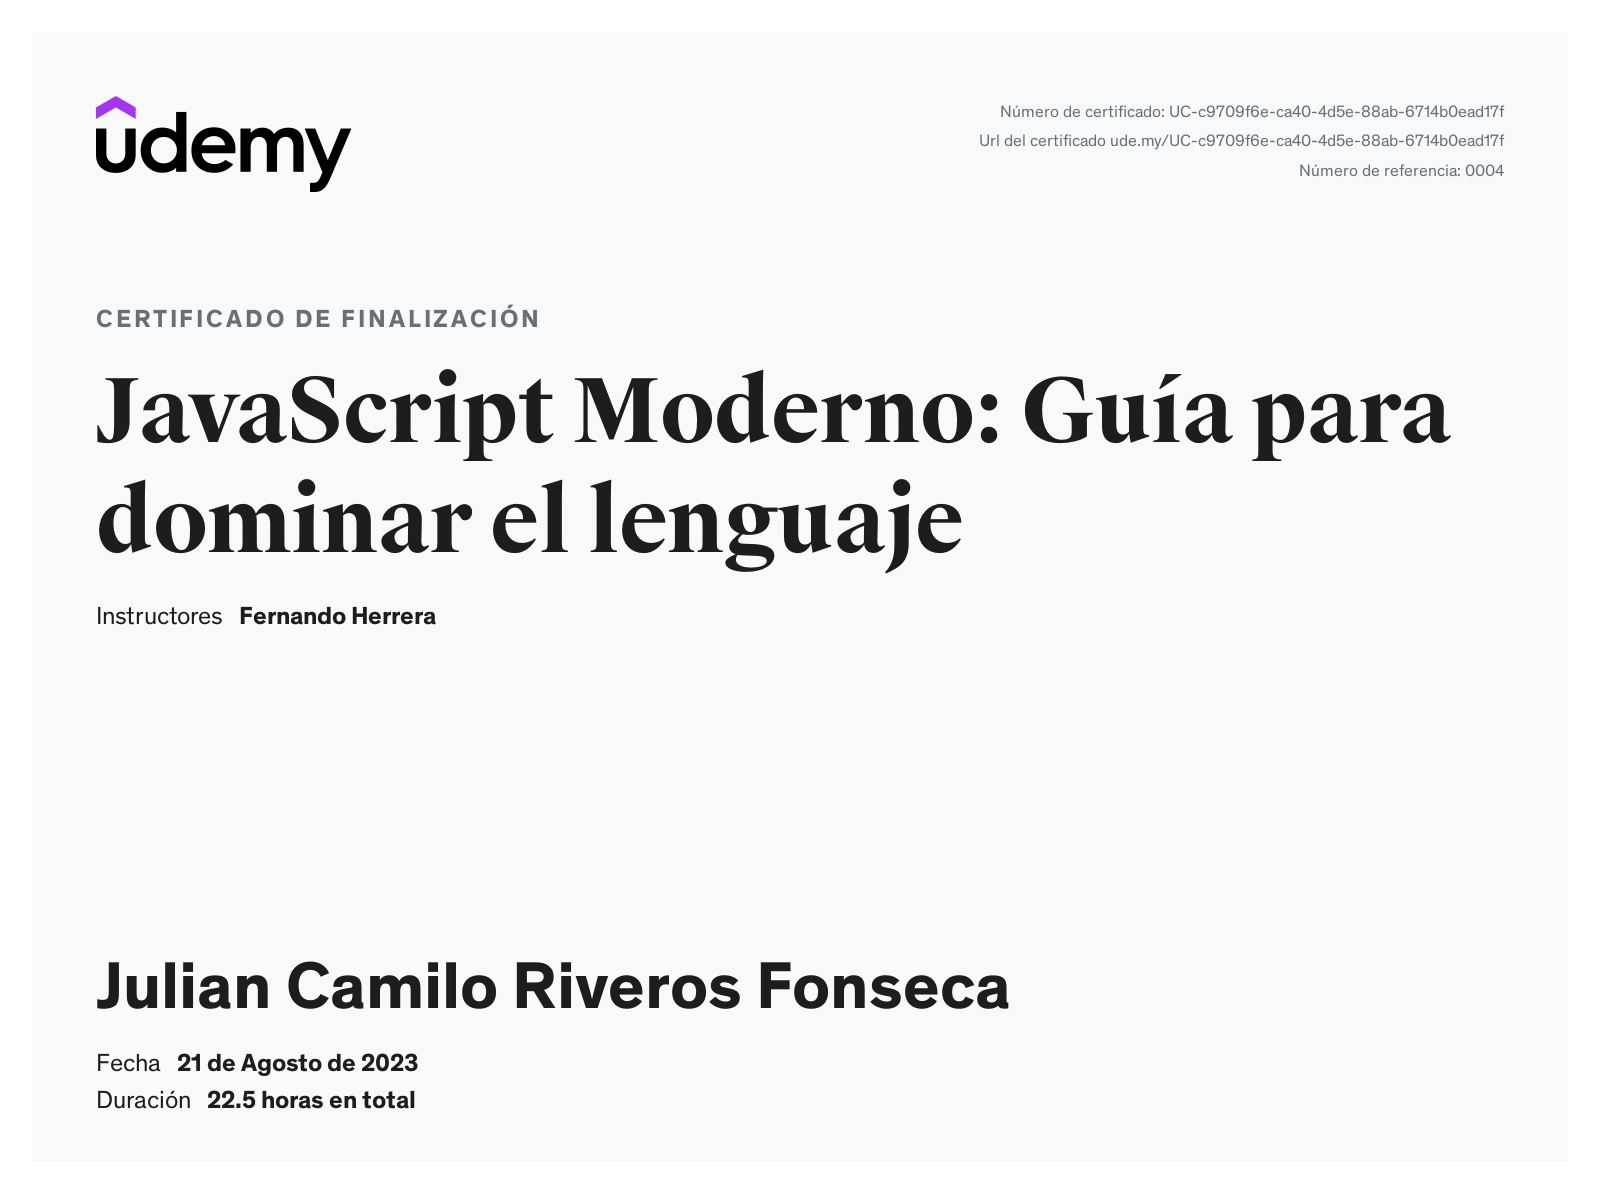 udemy
Número de certificado: UC-c9709f6e-ca40-4d5e-88ab-6714b0ead17f
Url del certificado ude.my/UC-c9709f6e-ca40-4d5e-88ab-6714b0ead17f
Número de referencia: 0004
CERTIFICADO DE FINALIZACIÓN
JavaScript Moderno: Guía para
dominar el lenguaje
Instructores Fernando Herrera
Julian Camilo Riveros Fonseca
Fecha 21 de Agosto de 2023
Duración 22.5 horas en total